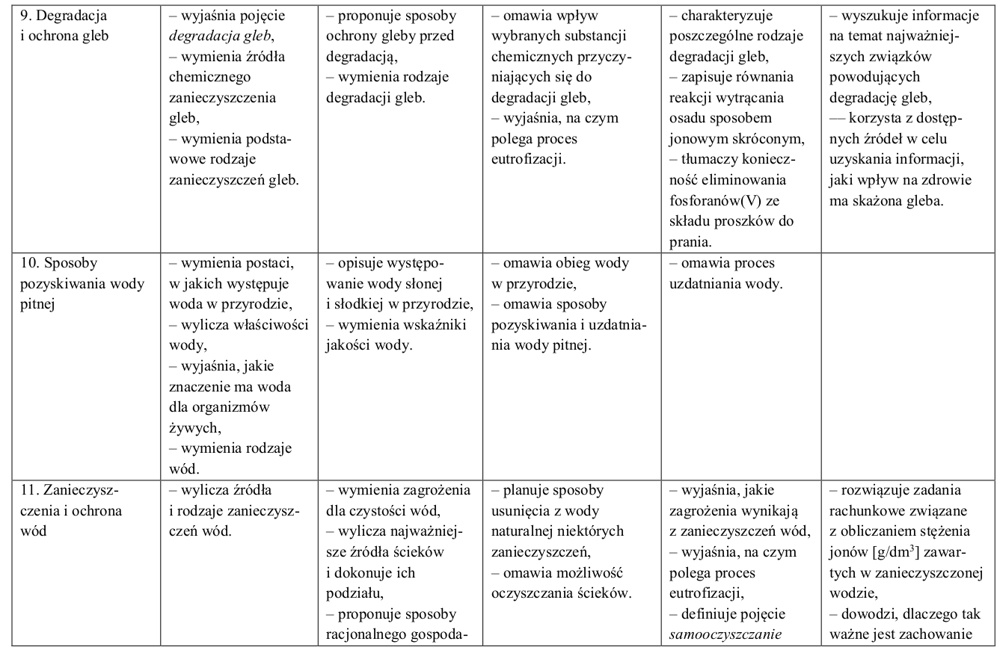 9. Degradacja
i ochrona gleb
– wyjaśnia pojęcie
degradacja gleb,
– wymienia źródła
chemicznego
zanieczyszczenia
gleb,
– wymienia podsta-
wowe rodzaje
zanieczyszczeń gleb.
– proponuje sposoby
ochrony gleby przed
degradacją,
– wymienia rodzaje
degradacji gleb.
– omawia wpływ
wybranych substancji
chemicznych przyczy-
niających się do
degradacji gleb,
– wyjaśnia, na czym
polega proces
eutrofizacji.
– charakteryzuje
poszczególne rodzaje
degradacji gleb,
– zapisuje równania
reakcji wytrącania
osadu sposobem
jonowym skróconym,
– tłumaczy koniecz-
ność eliminowania
fosforanów(V) ze
składu proszków do
prania.
– wyszukuje informacje
na temat najważniej-
szych związków
powodujących
degradację gleb,
–– korzysta z dostęp-
nych źródeł w celu
uzyskania informacji,
jaki wpływ na zdrowie
ma skażona gleba.
10. Sposoby
pozyskiwania wody
pitnej
– wymienia postaci,
w jakich występuje
woda w przyrodzie,
– wylicza właściwości
wody,
– wyjaśnia, jakie
znaczenie ma woda
dla organizmów
żywych,
– wymienia rodzaje
wód.
– opisuje występo-
wanie wody słonej
i słodkiej w przyrodzie,
– wymienia wskaźniki
jakości wody.
– omawia obieg wody
w przyrodzie,
– omawia sposoby
pozyskiwania i uzdatnia-
nia wody pitnej.
– omawia proces
uzdatniania wody.
11. Zanieczysz-
czenia i ochrona
wód
– wylicza źródła
i rodzaje zanieczysz-
czeń wód.
– wymienia zagrożenia
dla czystości wód,
– wylicza najważniej-
sze źródła ścieków
i dokonuje ich
podziału,
– proponuje sposoby
racjonalnego gospoda-
– planuje sposoby
usunięcia z wody
naturalnej niektórych
zanieczyszczeń,
– omawia możliwość
oczyszczania ścieków.
– wyjaśnia, jakie
zagrożenia wynikają
z zanieczyszczeń wód,
– wyjaśnia, na czym
polega proces
eutrofizacji,
– definiuje pojęcie
samooczyszczanie
– rozwiązuje zadania
rachunkowe związane
z obliczaniem stężenia
jonów [g/dm³] zawar-
tych w zanieczyszczonej
wodzie,
– dowodzi, dlaczego tak
ważne jest zachowanie